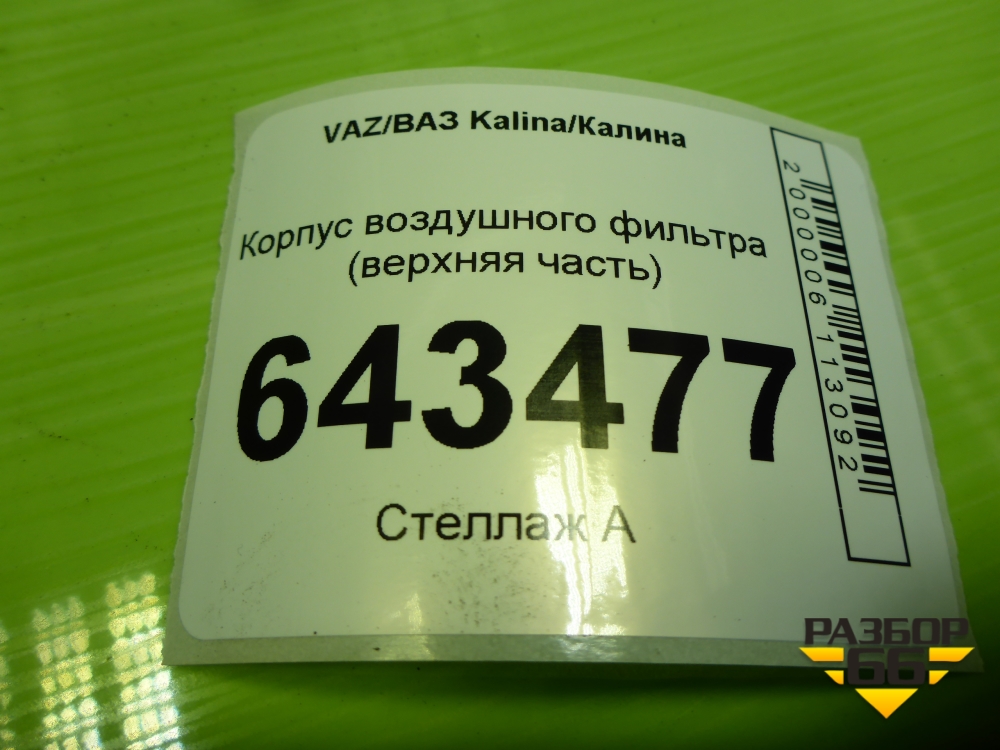 VAZ/ВАЗ Kalina/Калина
Корпус воздушного фильтра
(верхняя часть)
643477
Стеллаж А
2000006113092
РАЗБОР
66